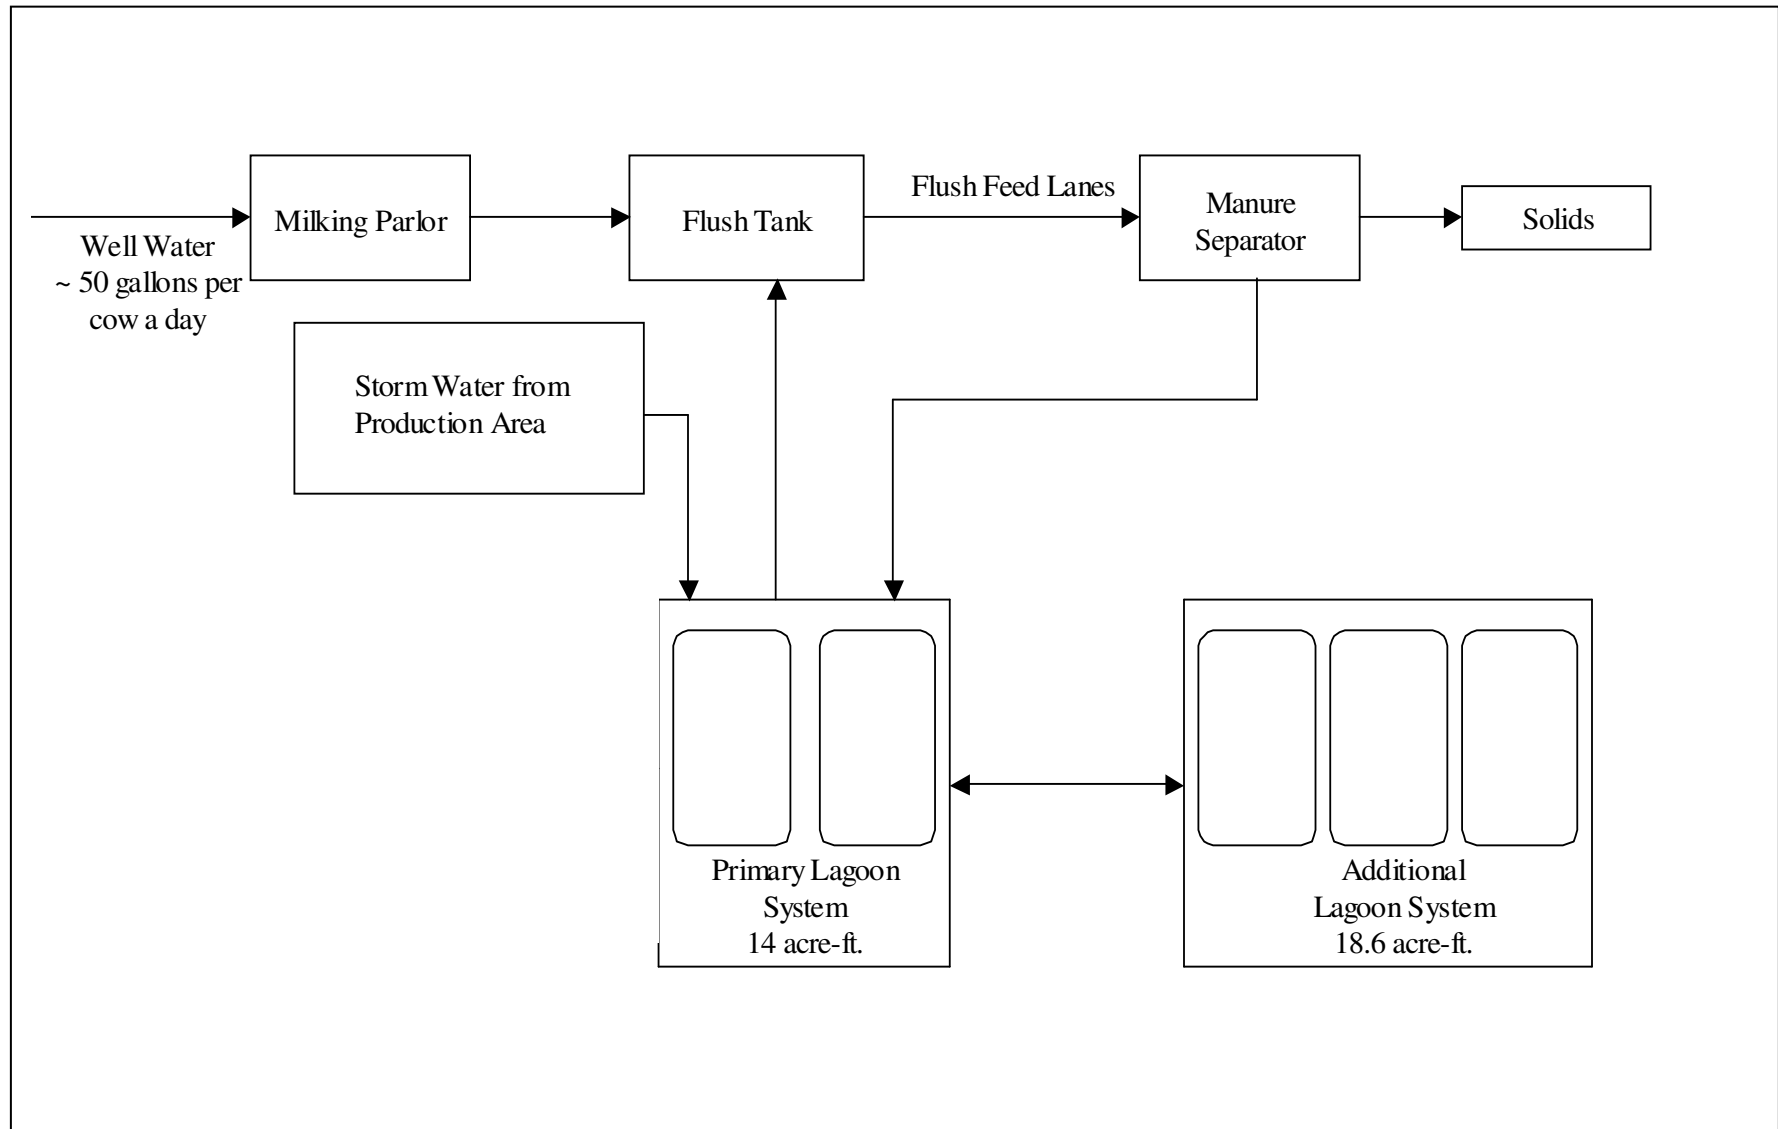 Well Water
~ 50 gallons per
cow a day
Milking Parlor
Flush Tank
Flush Feed Lanes
Manure
Separator
Solids
Storm Water from
Production Area
Primary Lagoon
System
14 acre-ft.
Additional
Lagoon System
18.6 acre-ft.